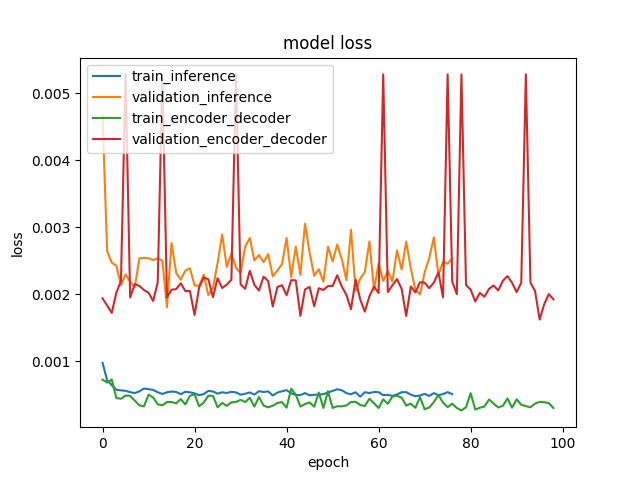 model loss
train_inference
validation_inference
train_encoder_decoder
validation_encoder_decoder
0.005
0.004
0.003
0.002
0.001
loss
0 20 40 60 80 100
epoch